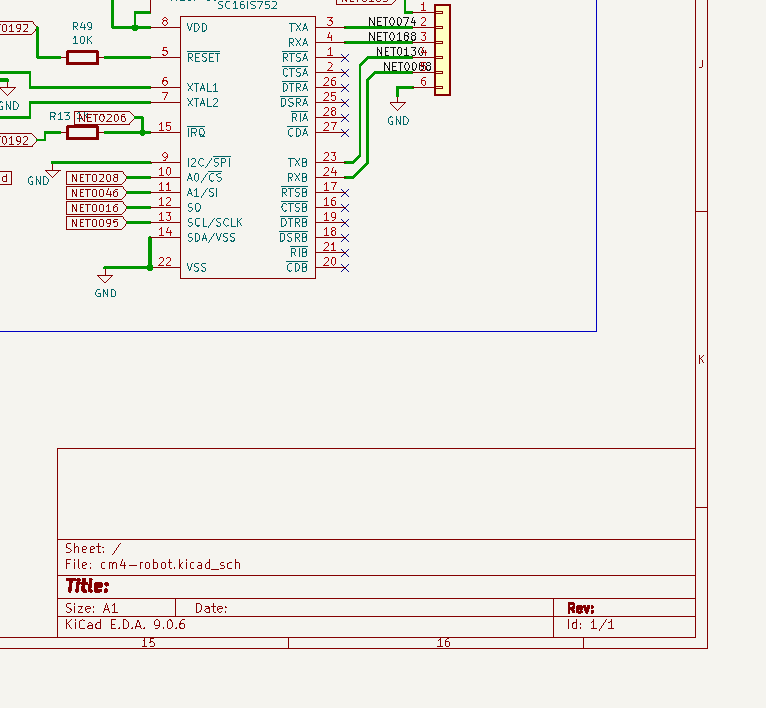 SC16IS752
R49
10K
0192
8 VDD
5 RESET
6 XTAL1
7 XTAL2
GND
R13
NET0206
15 IRQ
T0192
9 I2C/SPI
GND
d
NET0208 10 A0/CS
NET0046 11 A1/SI
NET0016 12 SO
NET0095 13 SCL/SCLK
14 SDA/VSS
22 VSS
GND
TXA 3 NET0074
RXA 4 NET0188
RTSA 1 NET0130
CTSA 2
DTRA 26
DSRA 25
RIA 28
CDA 27
TXB 23
RXB 24
RTSB 17
CTSB 16
DTRB 19
DSRB 18
RIB 21
CDB 20
1
2
3
4
6
GND
J
K
Sheet: /
File: cm4-robot.kicad_sch
Title:
Size: A1 Date: Rev:
KiCad E.D.A. 9.0.6 Id: 1/1
15 16